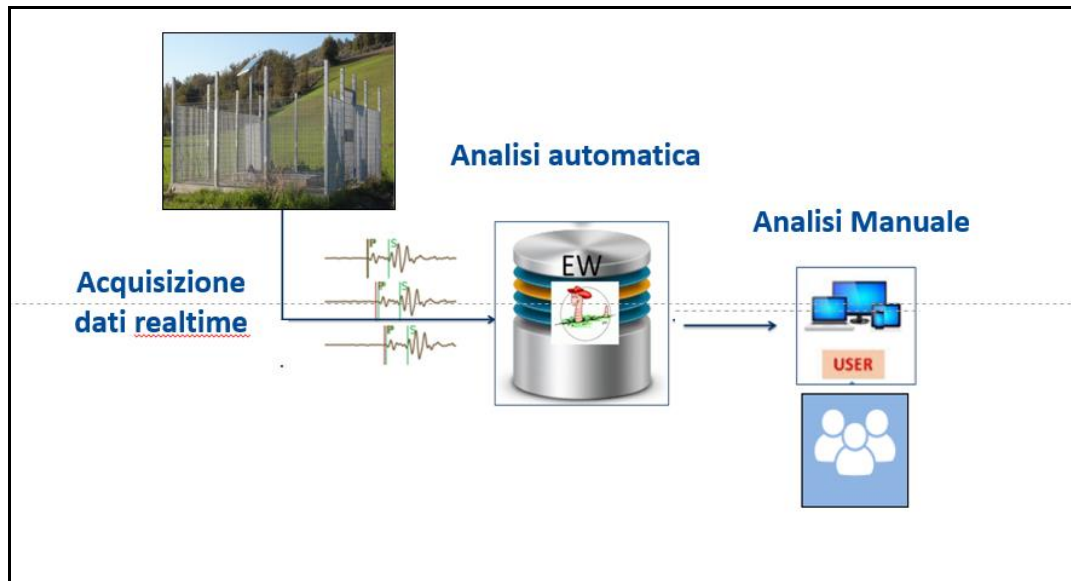 Analisi automatica
Analisi Manuale
Acquisizione
dati realtime
P S
P S
P S
EW
USER